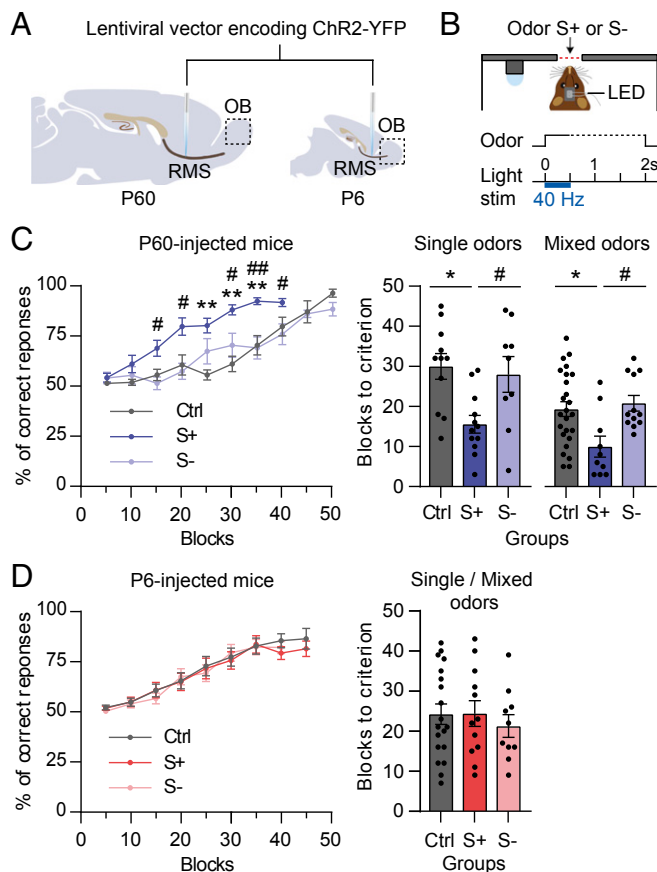 A
Lentiviral vector encoding ChR2-YFP
OB
RMS
P60
OB
RMS
P6
B
Odor S+ or S-
LED
Odor
0 1 2s
Light
stim
40 Hz
C
P60-injected mice
% of correct reponses
100
75
50
25
0
# # ** # ** ## ** #
Ctrl
S+
S-
0 10 20 30 40 50
Blocks
Single odors
Mixed odors
* # * #
Blocks to criterion
50
40
30
20
10
0
Ctrl S+ S- Ctrl S+ S-
Groups
D
P6-injected mice
% of correct reponses
100
75
50
0
Ctrl
S+
S-
0 10 20 30 40 50
Blocks
Single / Mixed
odors
Blocks to criterion
50
40
30
20
10
0
Ctrl S+ S-
Groups